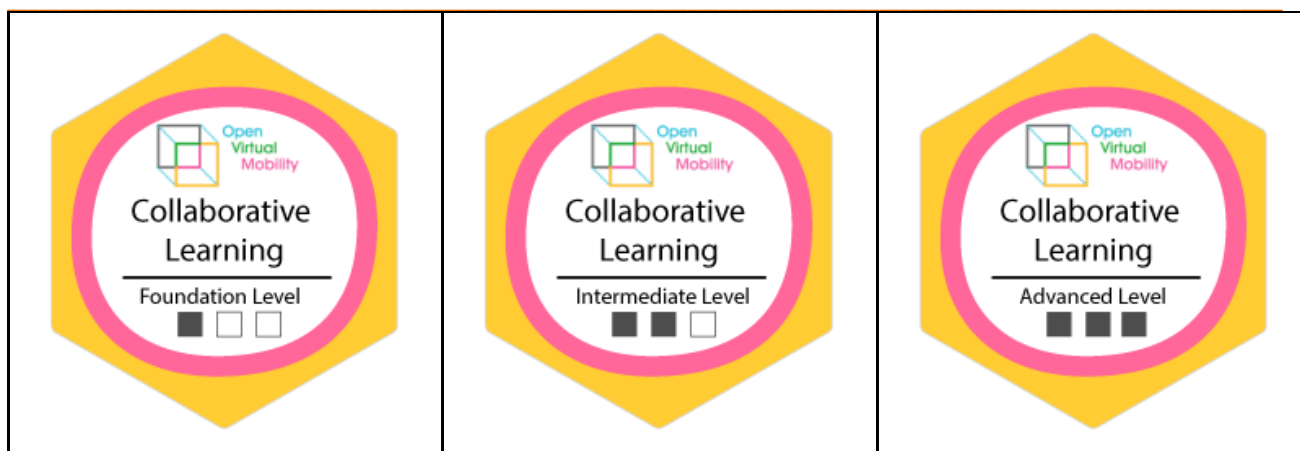 Open
Virtual
Mobility
Collaborative
Learning
Foundation Level
Open
Virtual
Mobility
Collaborative
Learning
Intermediate Level
Open
Virtual
Mobility
Collaborative
Learning
Advanced Level